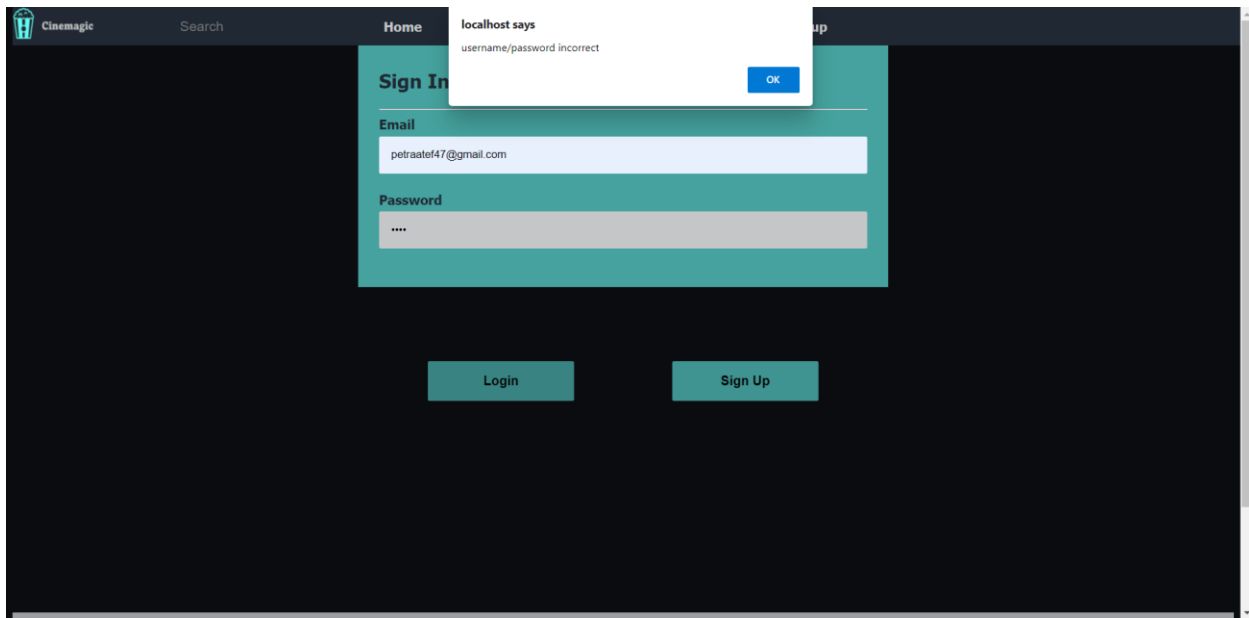 Cinemagic
Search
Home
up
localhost says
username/password incorrect
OK
Sign In
Email
petraatef47@gmail.com
Password
••••
Login
Sign Up